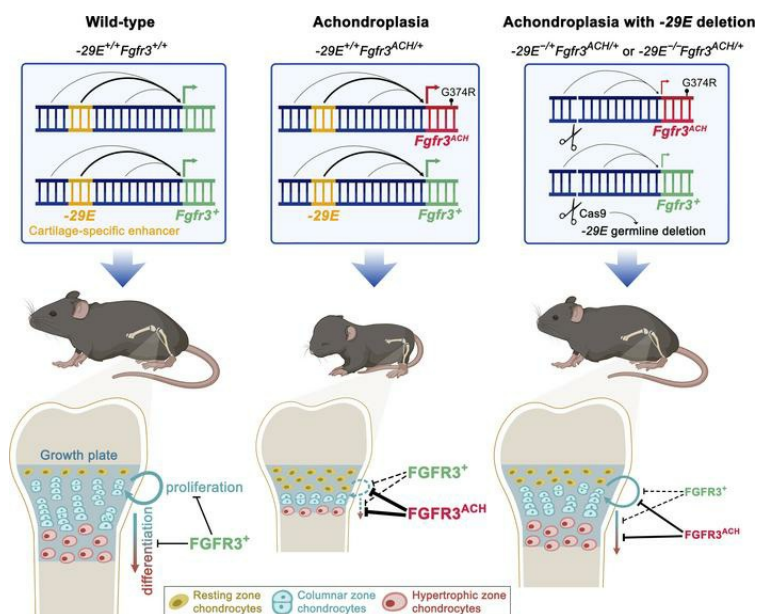 Wild-type
-29E+/+Fgfr3+/+
-29E
Fgfr3+
Cartilage-specific enhancer
Achondroplasia
-29E+/+Fgfr3ACH/+
G374R
Fgfr3ACH
-29E
Fgfr3+
Achondroplasia with -29E deletion
-29E−/+Fgfr3ACH/+ or -29E−/−Fgfr3ACH/+
G374R
Fgfr3ACH
Fgfr3+
Cas9
-29E germline deletion
Growth plate
proliferation
differentiation
FGFR3+
FGFR3+
FGFR3ACH
FGFR3+
FGFR3ACH
Resting zone
chondrocytes
Columnar zone
chondrocytes
Hypertrophic zone
chondrocytes